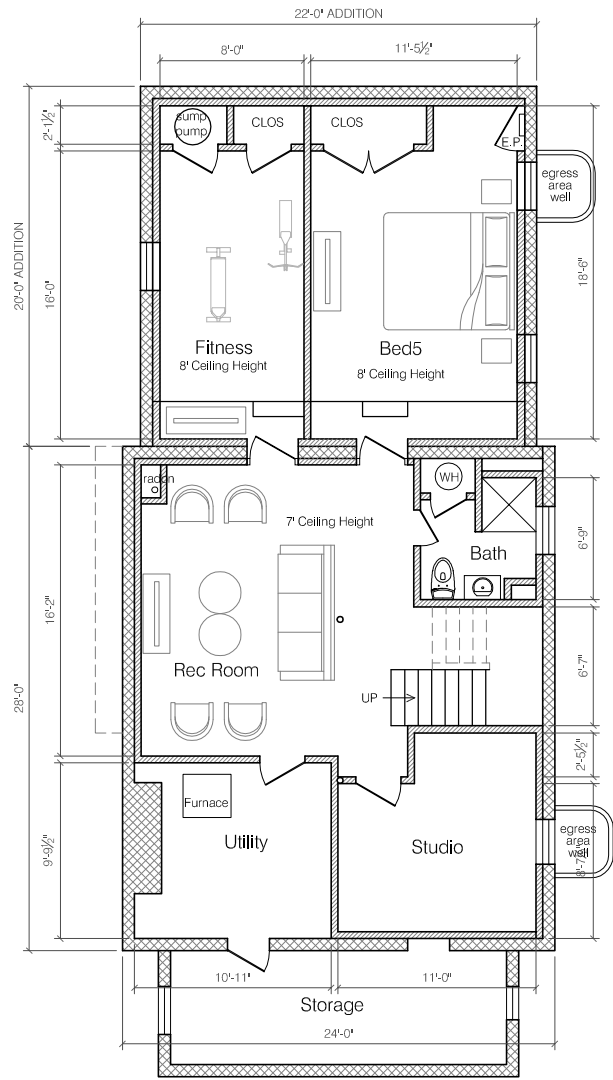 22'-0" ADDITION
8'-0"
11'-5½"
2'-1½"
sump
pump
CLOS
CLOS
E.P.
egress
area
well
20'-0" ADDITION
16'-0"
18'-6"
Fitness
8' Ceiling Height
Bed5
8' Ceiling Height
radon
WH
7' Ceiling Height
Bath
6'-9"
16'-2"
Rec Room
UP
6'-7"
28'-0"
2'-5½"
Furnace
Utility
Studio
egress
area
well
9'-9½"
10'-11"
11'-0"
Storage
24'-0"